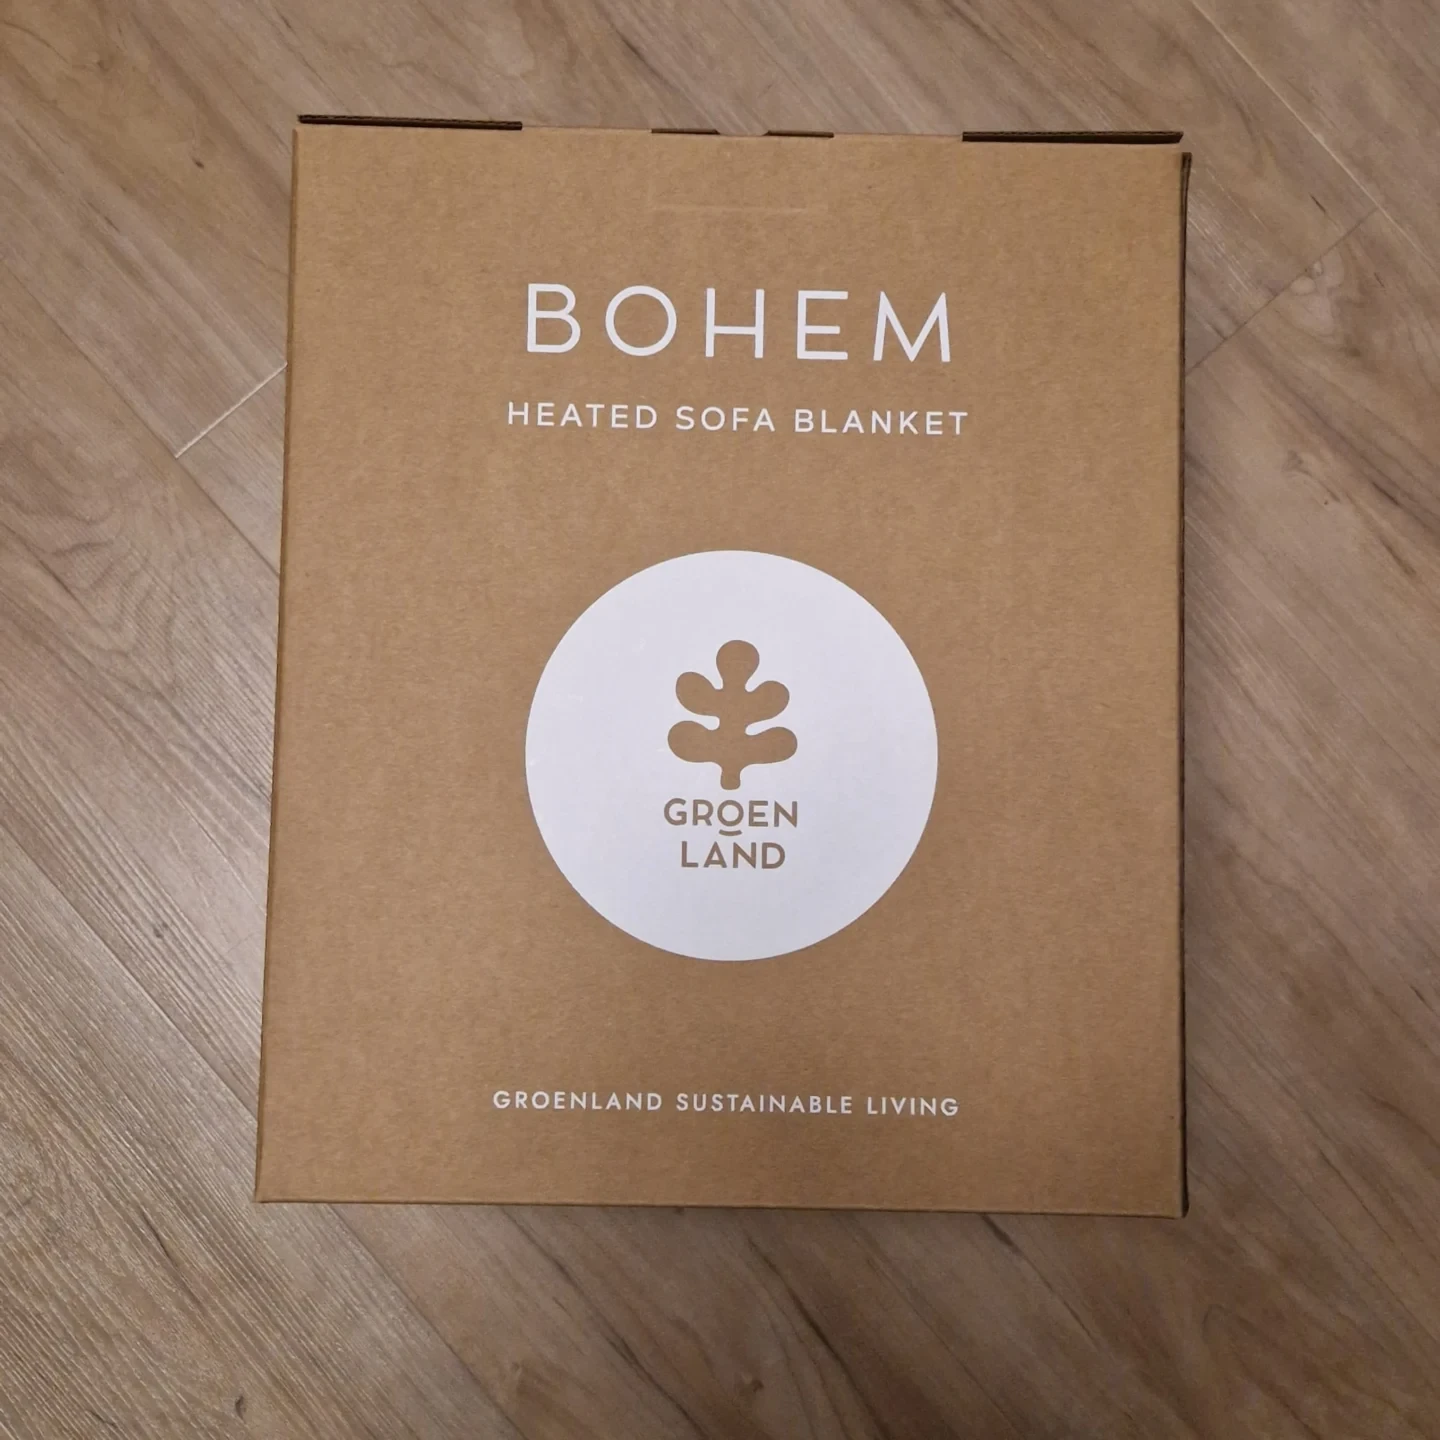 BOHEM
HEATED SOFA BLANKET
GROEN
LAND
GROENLAND SUSTAINABLE LIVING